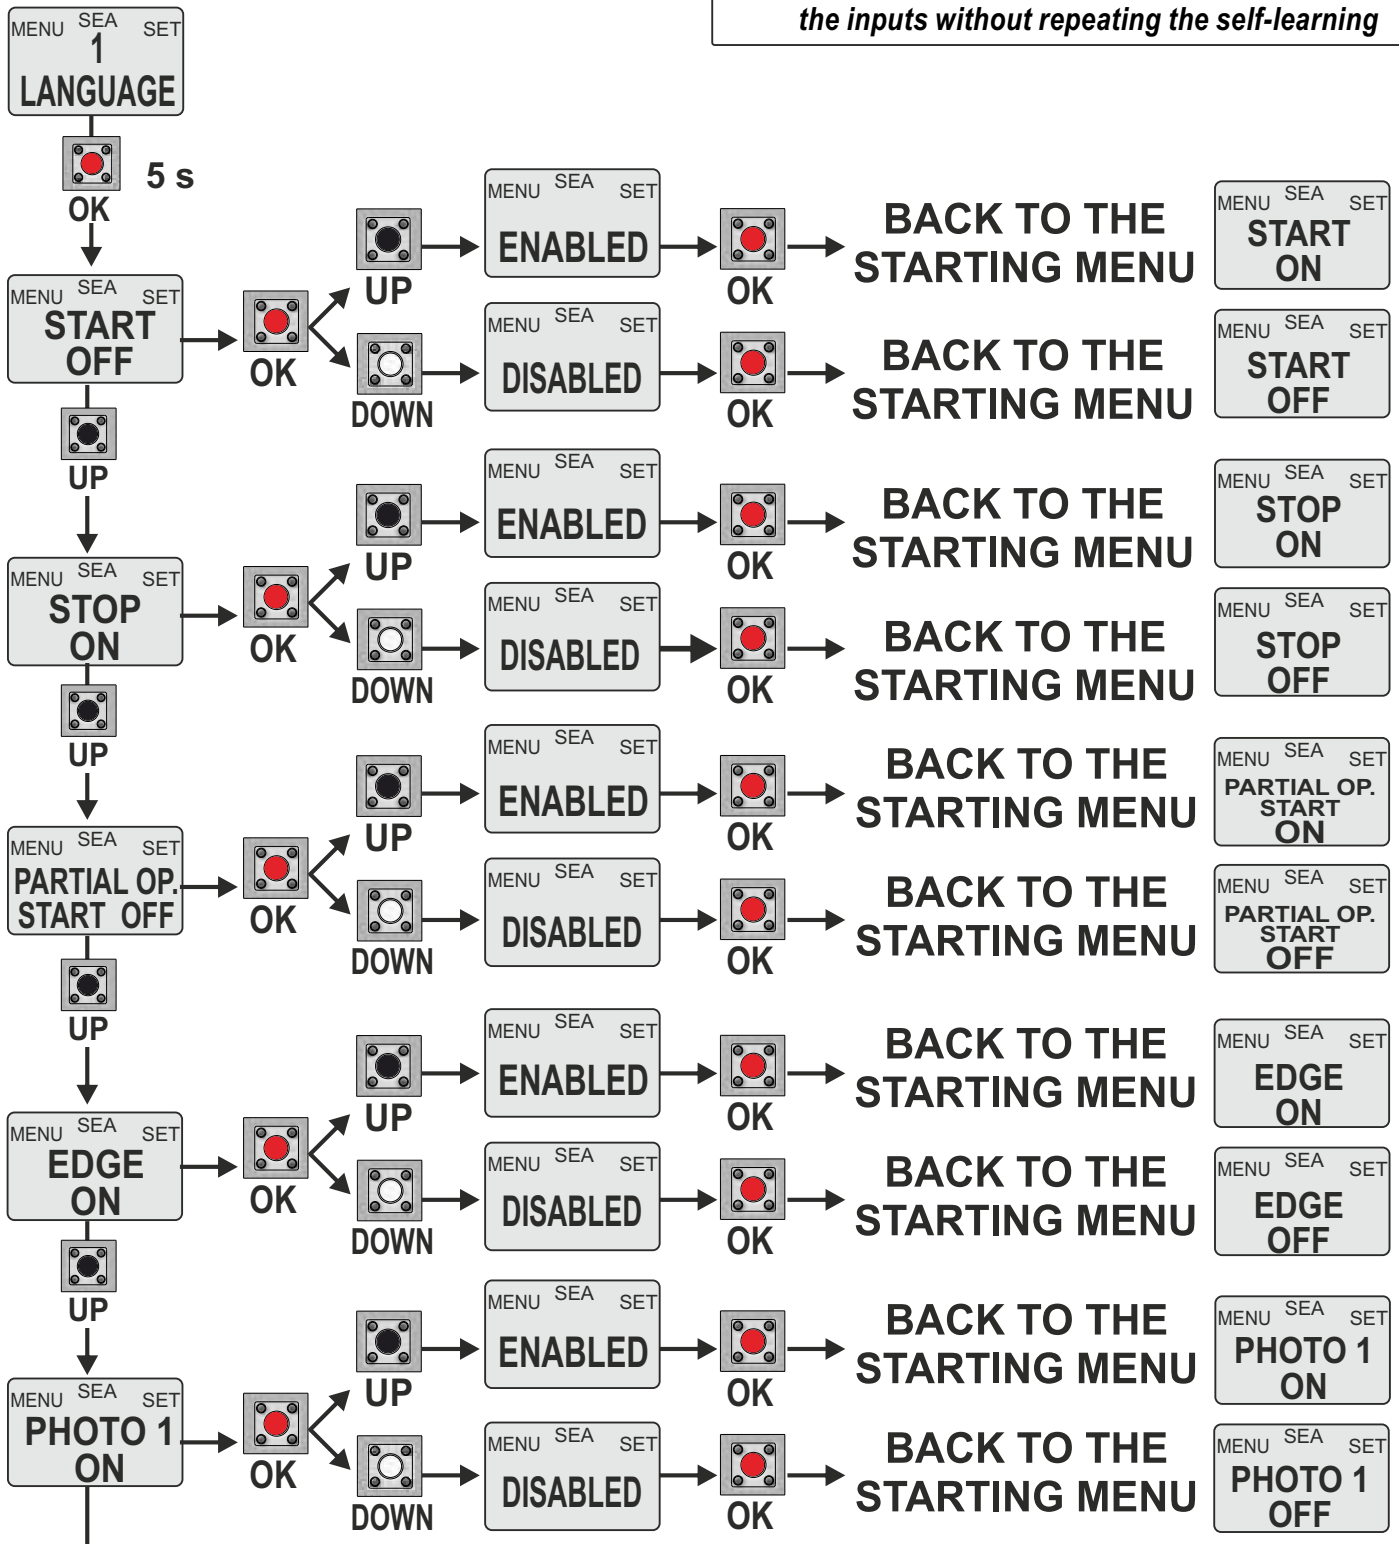 the inputs without repeating the self-learning
MENU SEA SET
1
LANGUAGE
5 s
OK
MENU SEA SET
START
OFF
OK
UP
MENU SEA SET
ENABLED
OK
BACK TO THE
STARTING MENU
MENU SEA SET
START
ON
DOWN
MENU SEA SET
DISABLED
OK
BACK TO THE
STARTING MENU
MENU SEA SET
START
OFF
UP
MENU SEA SET
STOP
ON
OK
UP
MENU SEA SET
ENABLED
OK
BACK TO THE
STARTING MENU
MENU SEA SET
STOP
ON
DOWN
MENU SEA SET
DISABLED
OK
BACK TO THE
STARTING MENU
MENU SEA SET
STOP
OFF
UP
MENU SEA SET
PARTIAL OP.
START OFF
OK
UP
MENU SEA SET
ENABLED
OK
BACK TO THE
STARTING MENU
MENU SEA SET
PARTIAL OP.
START
ON
DOWN
MENU SEA SET
DISABLED
OK
BACK TO THE
STARTING MENU
MENU SEA SET
PARTIAL OP.
START
OFF
UP
MENU SEA SET
EDGE
ON
OK
UP
MENU SEA SET
ENABLED
OK
BACK TO THE
STARTING MENU
MENU SEA SET
EDGE
ON
DOWN
MENU SEA SET
DISABLED
OK
BACK TO THE
STARTING MENU
MENU SEA SET
EDGE
OFF
UP
MENU SEA SET
PHOTO 1
ON
OK
UP
MENU SEA SET
ENABLED
OK
BACK TO THE
STARTING MENU
MENU SEA SET
PHOTO 1
ON
DOWN
MENU SEA SET
DISABLED
OK
BACK TO THE
STARTING MENU
MENU SEA SET
PHOTO 1
OFF